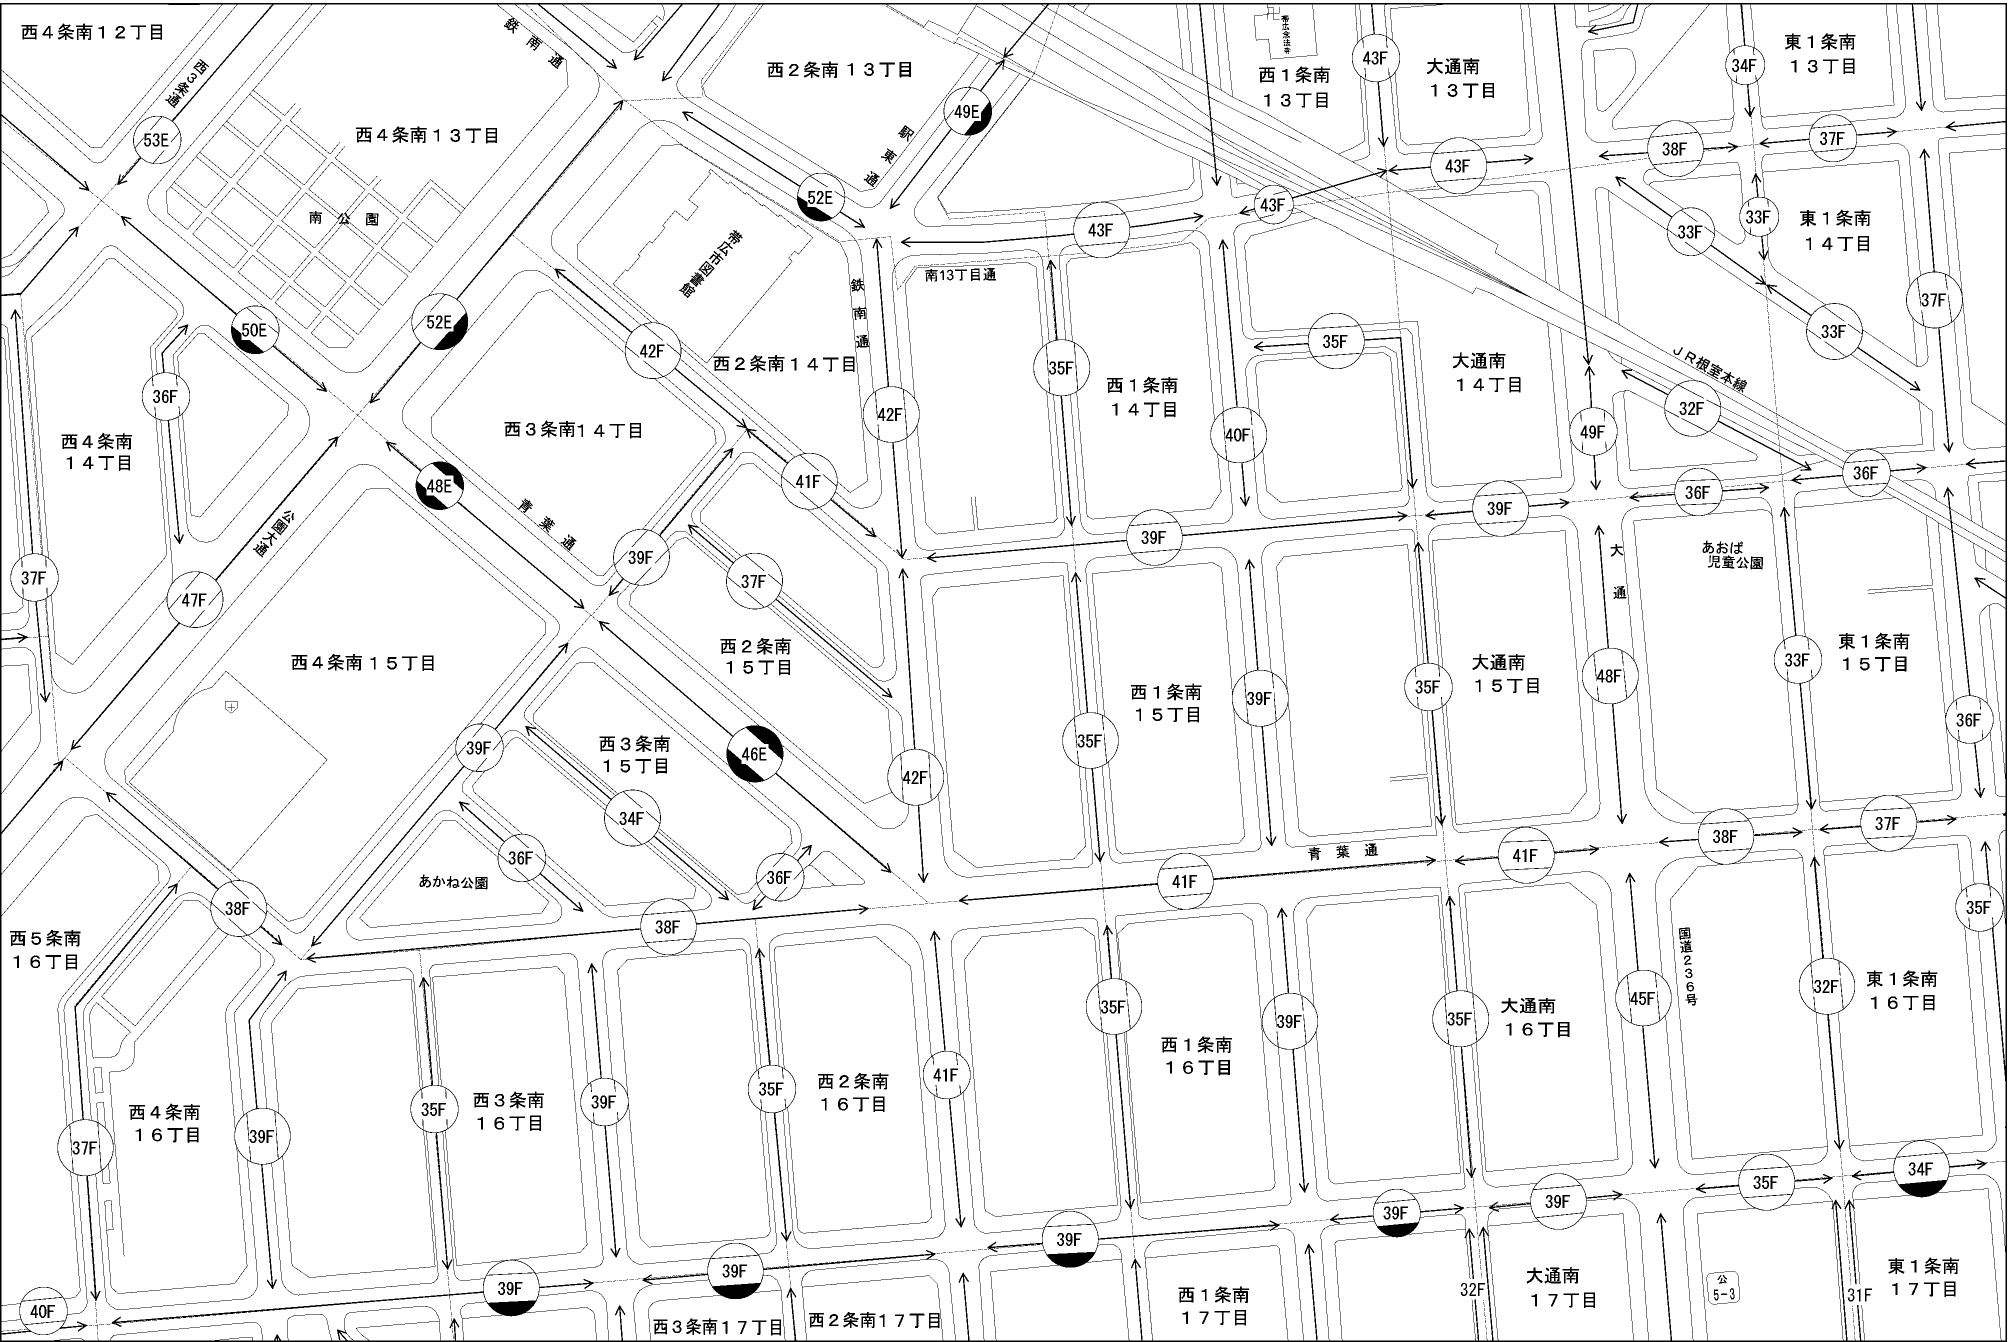 西４条南１２丁目
鉄南通
西３条通
53E
西４条南１３丁目
南公園
50E
52E
西２条南１３丁目
駅東通
49E
52E
帯広市図書館
42F
西２条南１４丁目
鉄南通
42F
43F
南13丁目通
43F
西１条南
１３丁目
43F
大通南
１３丁目
43F
34F
東１条南
１３丁目
38F
37F
33F
33F
33F
東１条南
１４丁目
37F
36F
西４条南
14丁目
37F
47F
公園大通
48E
西３条南14丁目
青葉通
41F
39F
35F
西１条南
１４丁目
40F
35F
大通南
１４丁目
49F
32F
ＪＲ根室本線
39F
39F
36F
36F
西４条南１５丁目
39F
37F
西２条南
15丁目
西３条南
15丁目
46E
34F
36F
36F
あかね公園
42F
35F
西１条南
１５丁目
39F
35F
大通南
１５丁目
大通
48F
あおば
児童公園
33F
東１条南
１５丁目
36F
38F
37F
青葉通
41F
41F
38F
38F
西５条南
１６丁目
37F
西４条南
１６丁目
39F
35F
西３条南
１６丁目
39F
35F
西２条南
１６丁目
41F
35F
西１条南
１６丁目
39F
35F
大通南
１６丁目
45F
国道２３６号
32F
東１条南
１６丁目
35F
40F
39F
39F
39F
39F
39F
35F
34F
西３条南１７丁目
西２条南１７丁目
西１条南
１７丁目
32F
大通南
１７丁目
公
5-3
31F
東１条南
１７丁目